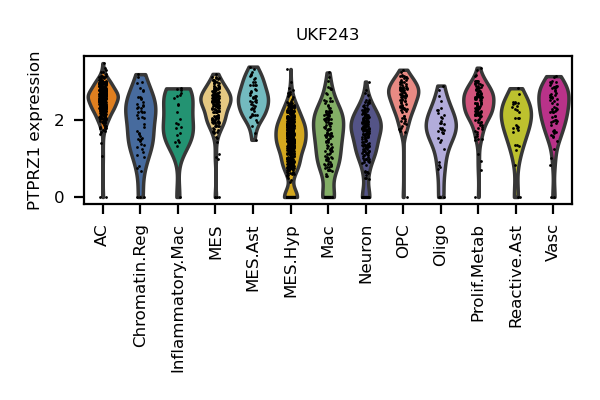 UKF243
PTPRZ1 expression
2
0
AC
Chromatin.Reg
Inflammatory.Mac
MES
MES.Ast
MES.Hyp
Mac
Neuron
OPC
Oligo
Prolif.Metab
Reactive.Ast
Vasc